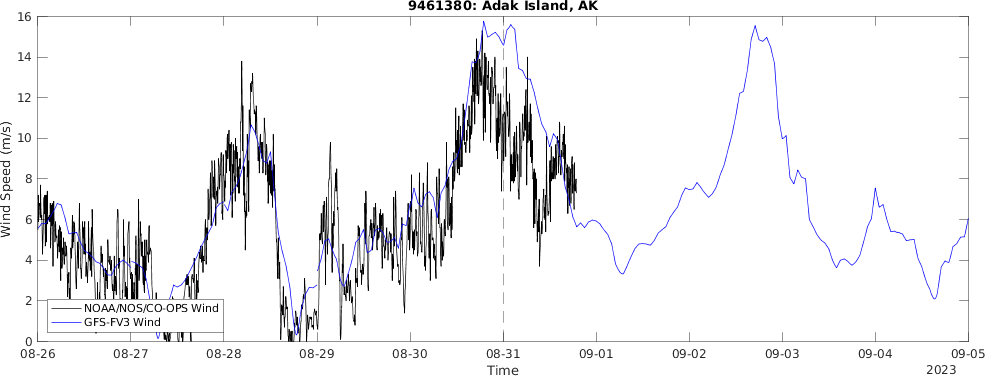 9461380: Adak Island, AK
Wind Speed (m/s)
16
14
12
10
8
6
4
2
0
NOAA/NOS/CO-OPS Wind
GFS-FV3 Wind
08-26 08-27 08-28 08-29 08-30 08-31 09-01 09-02 09-03 09-04 09-05
Time
2023